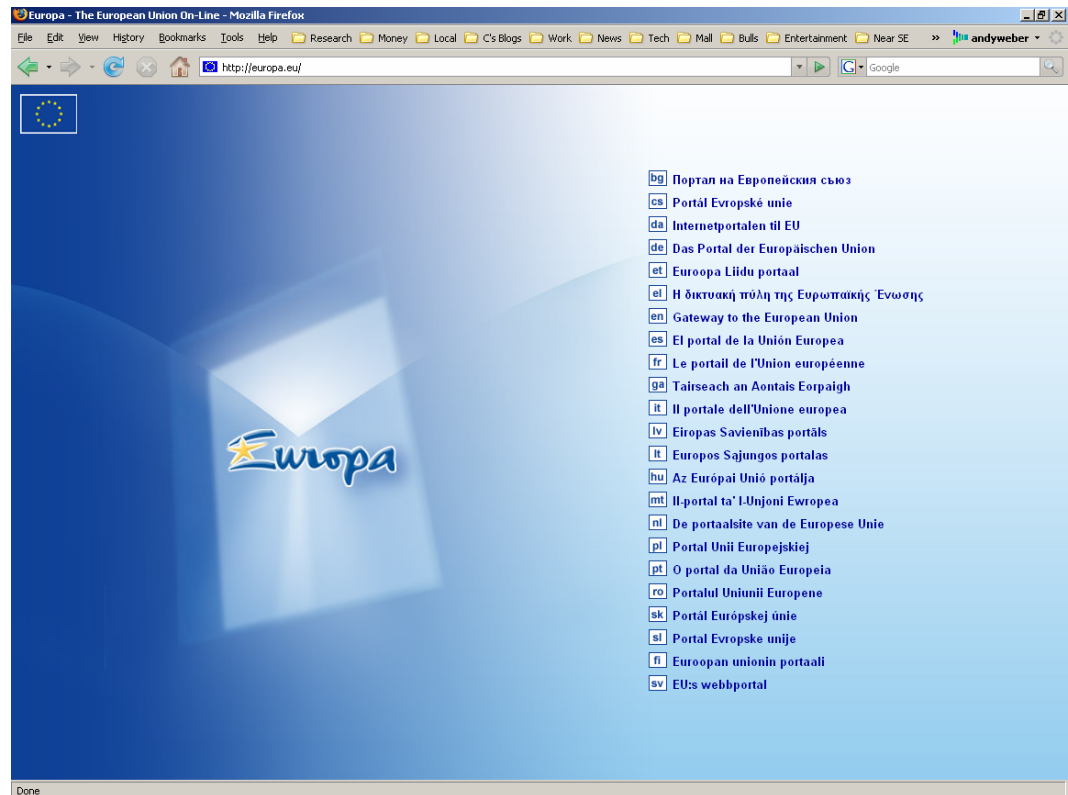 Europa - The European Union On-Line - Mozilla Firefox
File Edit View History Bookmarks Tools Help Research Money Local C's Blogs Work News Tech Mall Bulls Entertainment Near SE » andyweber
http://europa.eu/ G Google
bg Портал на Европейския съюз
cs Portál Evropské unie
da Internetportalen til EU
de Das Portal der Europäischen Union
et Euroopa Liidu portaal
el Η δικτυακή πύλη της Ευρωπαϊκής Ένωσης
en Gateway to the European Union
es El portal de la Unión Europea
fr Le portail de l'Union européenne
ga Tairseach an Aontais Eorpaigh
it Il portale dell'Unione europea
lv Eiropas Savienības portāls
lt Europos Sąjungos portalas
hu Az Európai Unió portálja
mt Il-portal ta' l-Unjoni Ewropea
nl De portaalsite van de Europese Unie
pl Portal Unii Europejskiej
pt O portal da União Europeia
ro Portalul Uniunii Europene
sk Portál Európskej únie
sl Portal Evropske unije
fi Euroopan unionin portaali
sv EU:s webbportal
Europa
Done